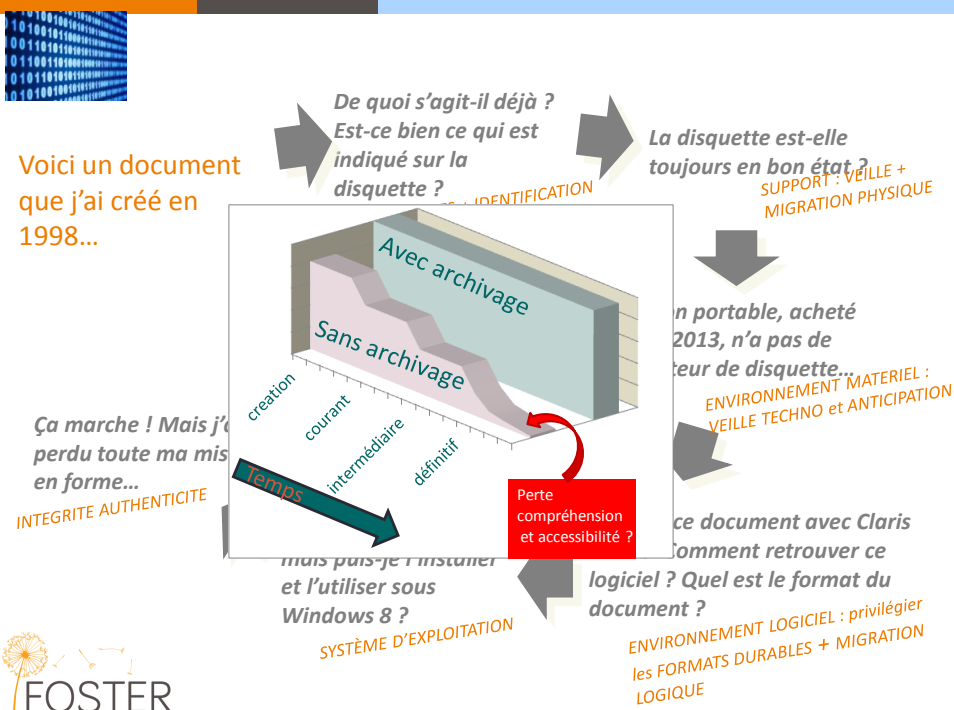 De quoi s’agit-il déjà ?
Est-ce bien ce qui est
indiqué sur la
disquette ?
IDENTIFICATION
La disquette est-elle
toujours en bon état ?
SUPPORT : VEILLE +
MIGRATION PHYSIQUE
Voici un document
que j’ai créé en
1998…
portable, acheté
2013, n’a pas de
de disquette…
ENVIRONNEMENT MATERIEL :
VEILLE TECHNO et ANTICIPATION
ce document avec Claris
Comment retrouver ce
logiciel ? Quel est le format du
document ?
ENVIRONNEMENT LOGICIEL : privilégier
les FORMATS DURABLES + MIGRATION
LOGIQUE
mais puis-je l’installer
et l’utiliser sous
Windows 8 ?
SYSTÈME D’EXPLOITATION
Ça marche ! Mais
perdu toute ma
en forme…
INTEGRITE AUTHENTICITE
Avec archivage
Sans archivage
creation
courant
intermédiaire
définitif
Temps
Perte
compréhension
et accessibilité ?
FOSTER